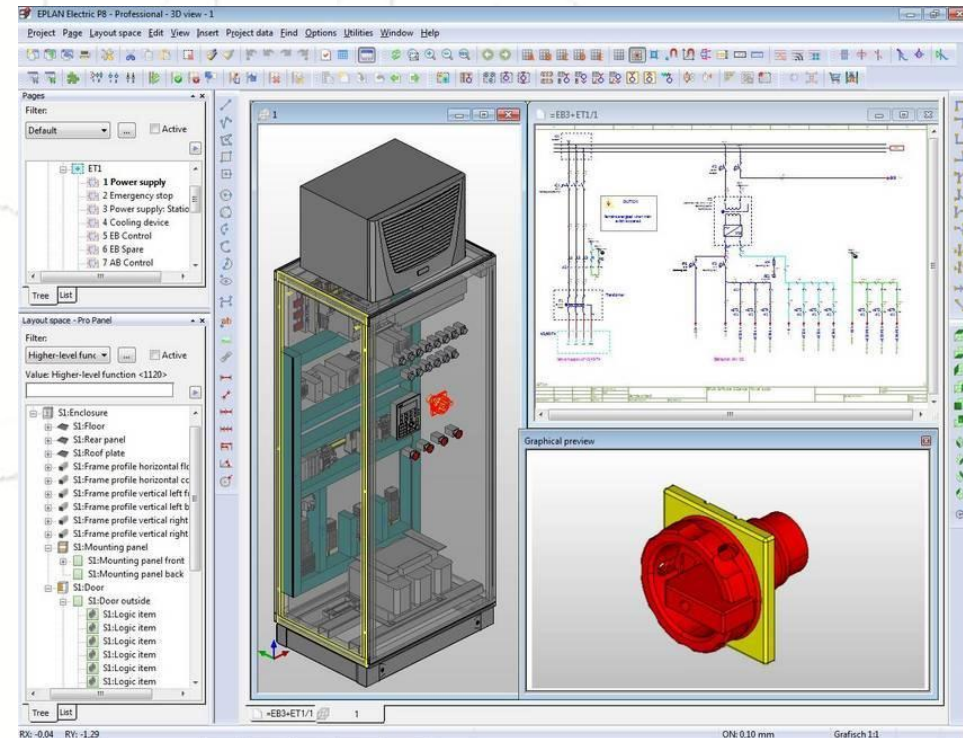 EPLAN Electric P8 - Professional - 3D view - 1
Project Page Layout space Edit View Insert Project data Find Options Utilities Window Help
Pages
Filter:
Default
...
Active
ET1
1 Power supply
2 Emergency stop
3 Power supply: Statio
4 Cooling device
5 EB Control
6 EB Spare
7 AB Control
Tree List
Layout space - Pro Panel
Filter:
Higher-level func
...
Active
Value: Higher-level function <1120>
S1:Enclosure
S1:Floor
S1:Rear panel
S1:Roof plate
S1:Frame profile horizontal flo
S1:Frame profile horizontal cc
S1:Frame profile vertical left fr
S1:Frame profile vertical left b
S1:Frame profile vertical right
S1:Frame profile vertical right
S1:Mounting panel
S1:Mounting panel front
S1:Mounting panel back
S1:Door
S1:Door outside
S1:Logic item
S1:Logic item
S1:Logic item
S1:Logic item
S1:Logic item
S1:Logic item
Tree List
ab
1
=EB3+ET1/1
Graphical preview
=EB3+ET1/1
1
RX: -0.04 RY: -1.29
ON: 0.10 mm
Grafisch 1:1